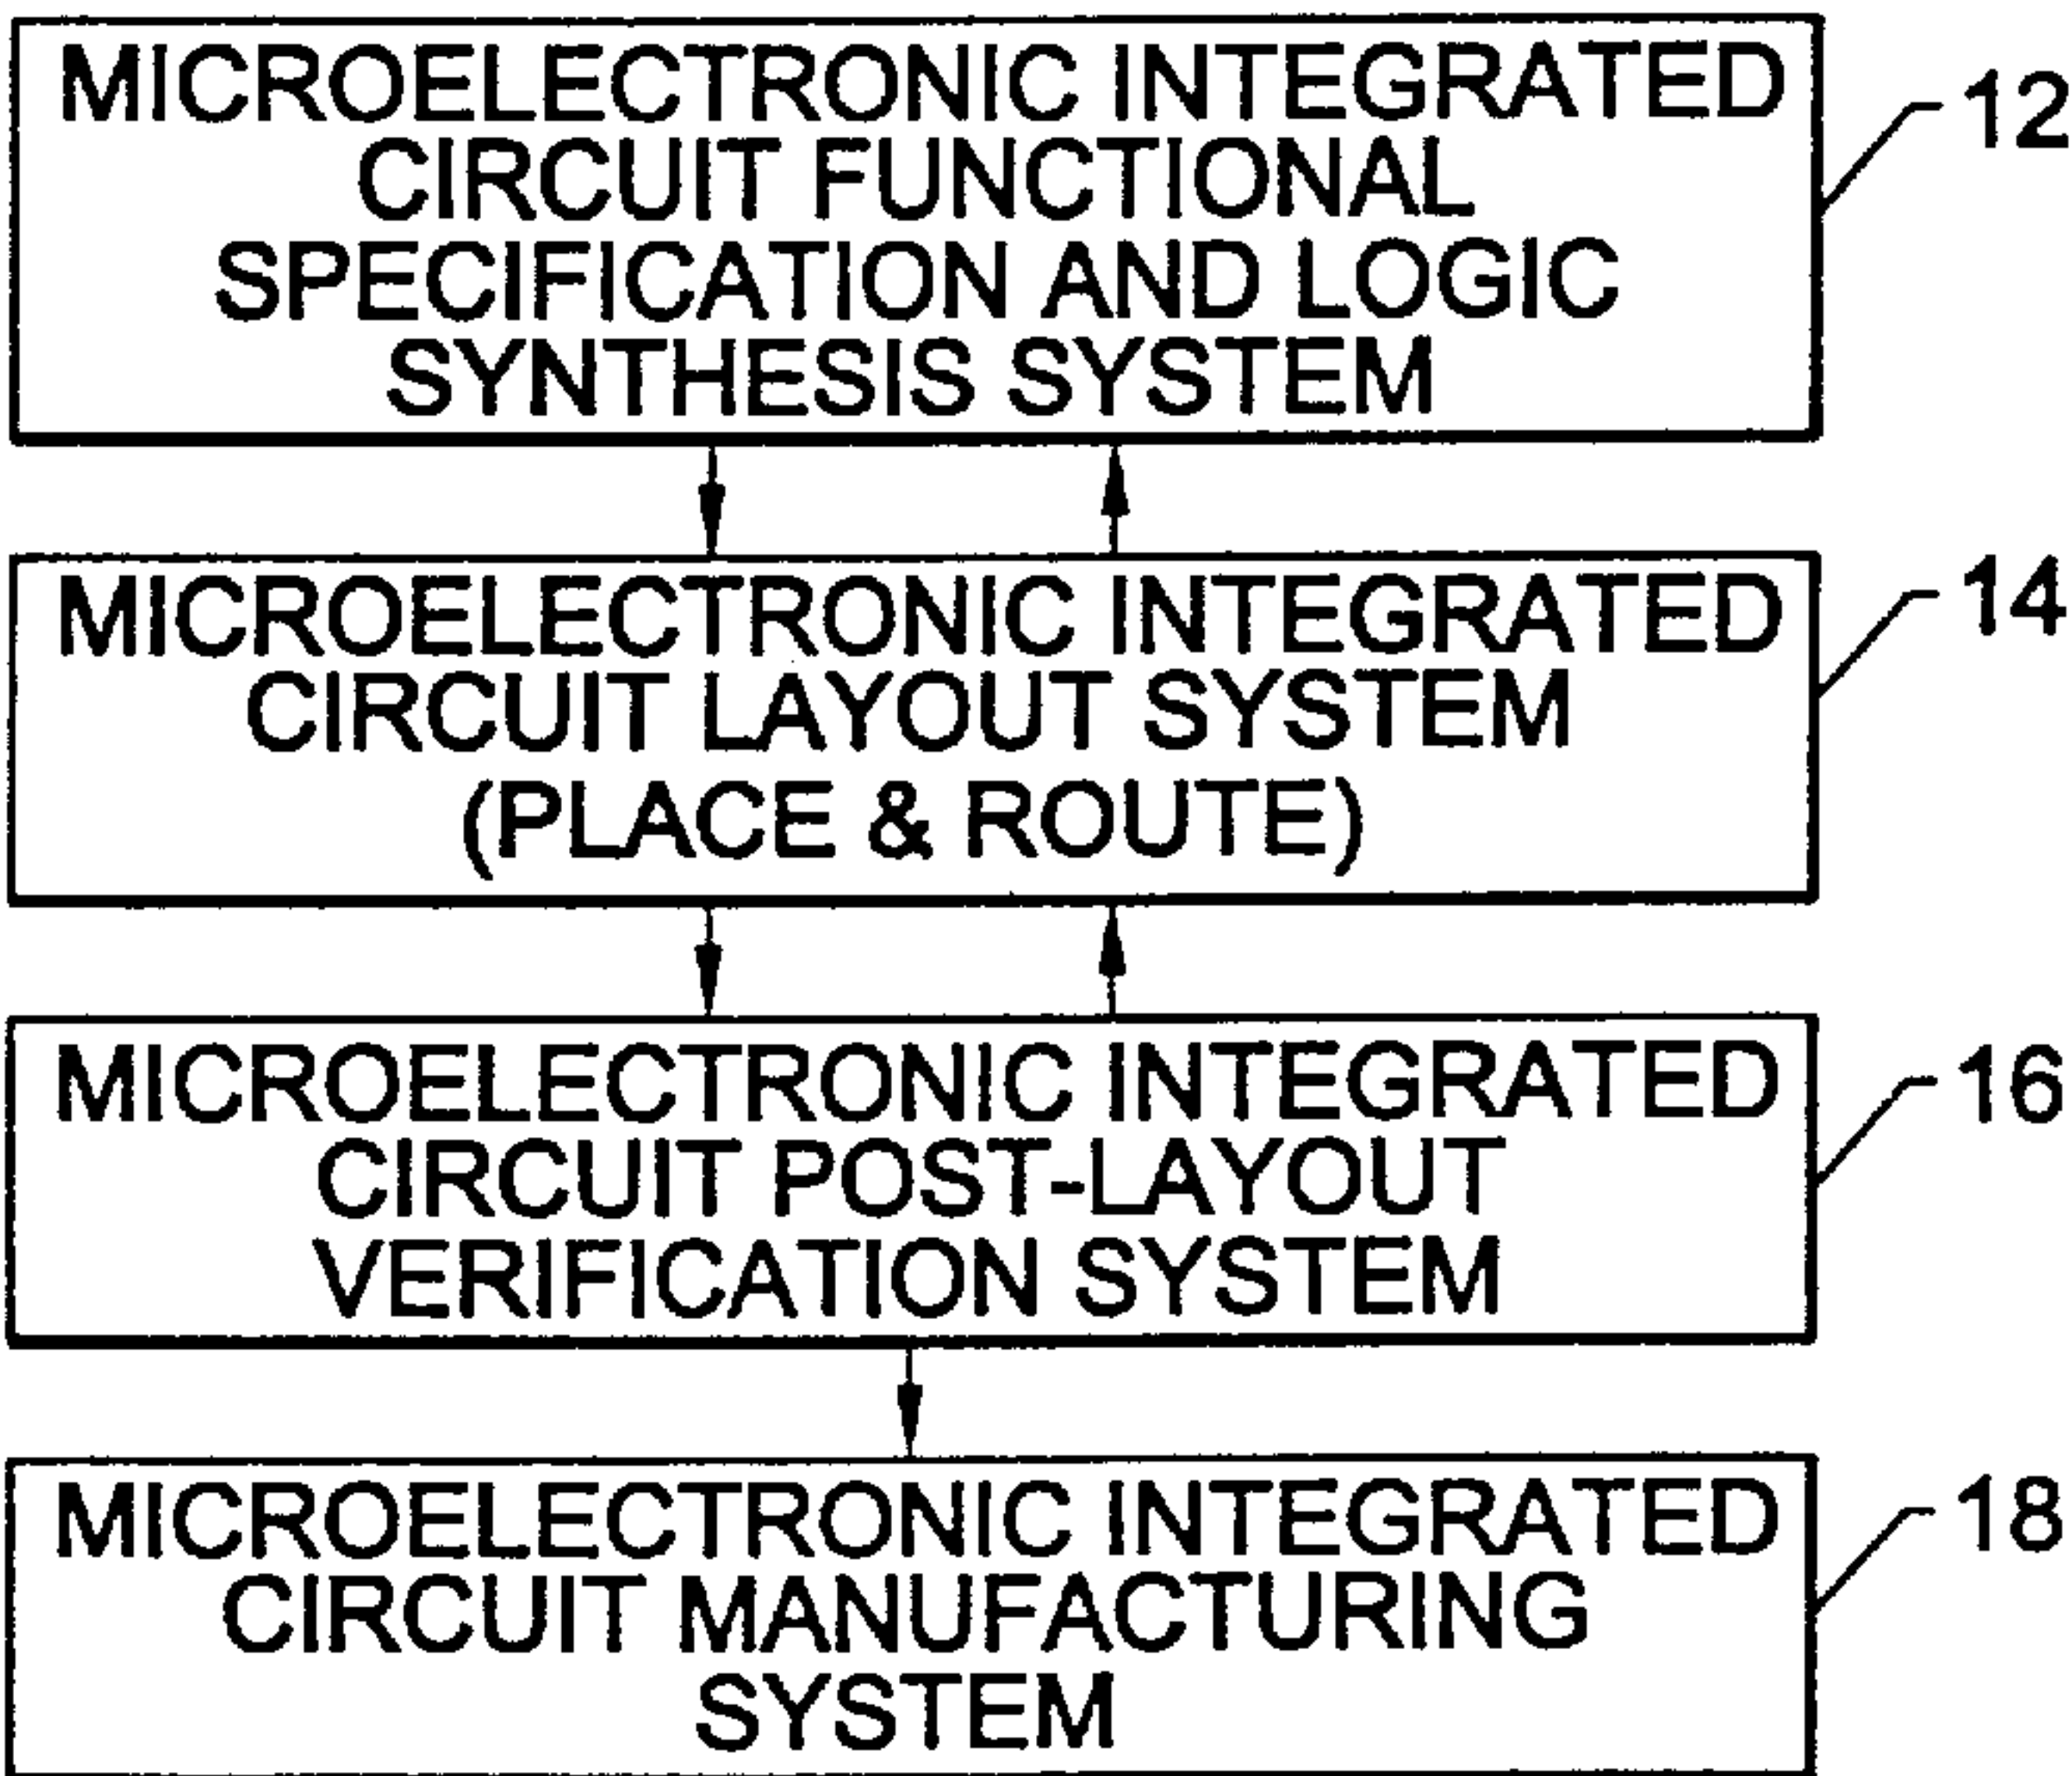 MICROELECTRONIC INTEGRATED
CIRCUIT FUNCTIONAL
SPECIFICATION AND LOGIC
SYNTHESIS SYSTEM
12
MICROELECTRONIC INTEGRATED
CIRCUIT LAYOUT SYSTEM
(PLACE & ROUTE)
14
MICROELECTRONIC INTEGRATED
CIRCUIT POST-LAYOUT
VERIFICATION SYSTEM
16
MICROELECTRONIC INTEGRATED
CIRCUIT MANUFACTURING
SYSTEM
18